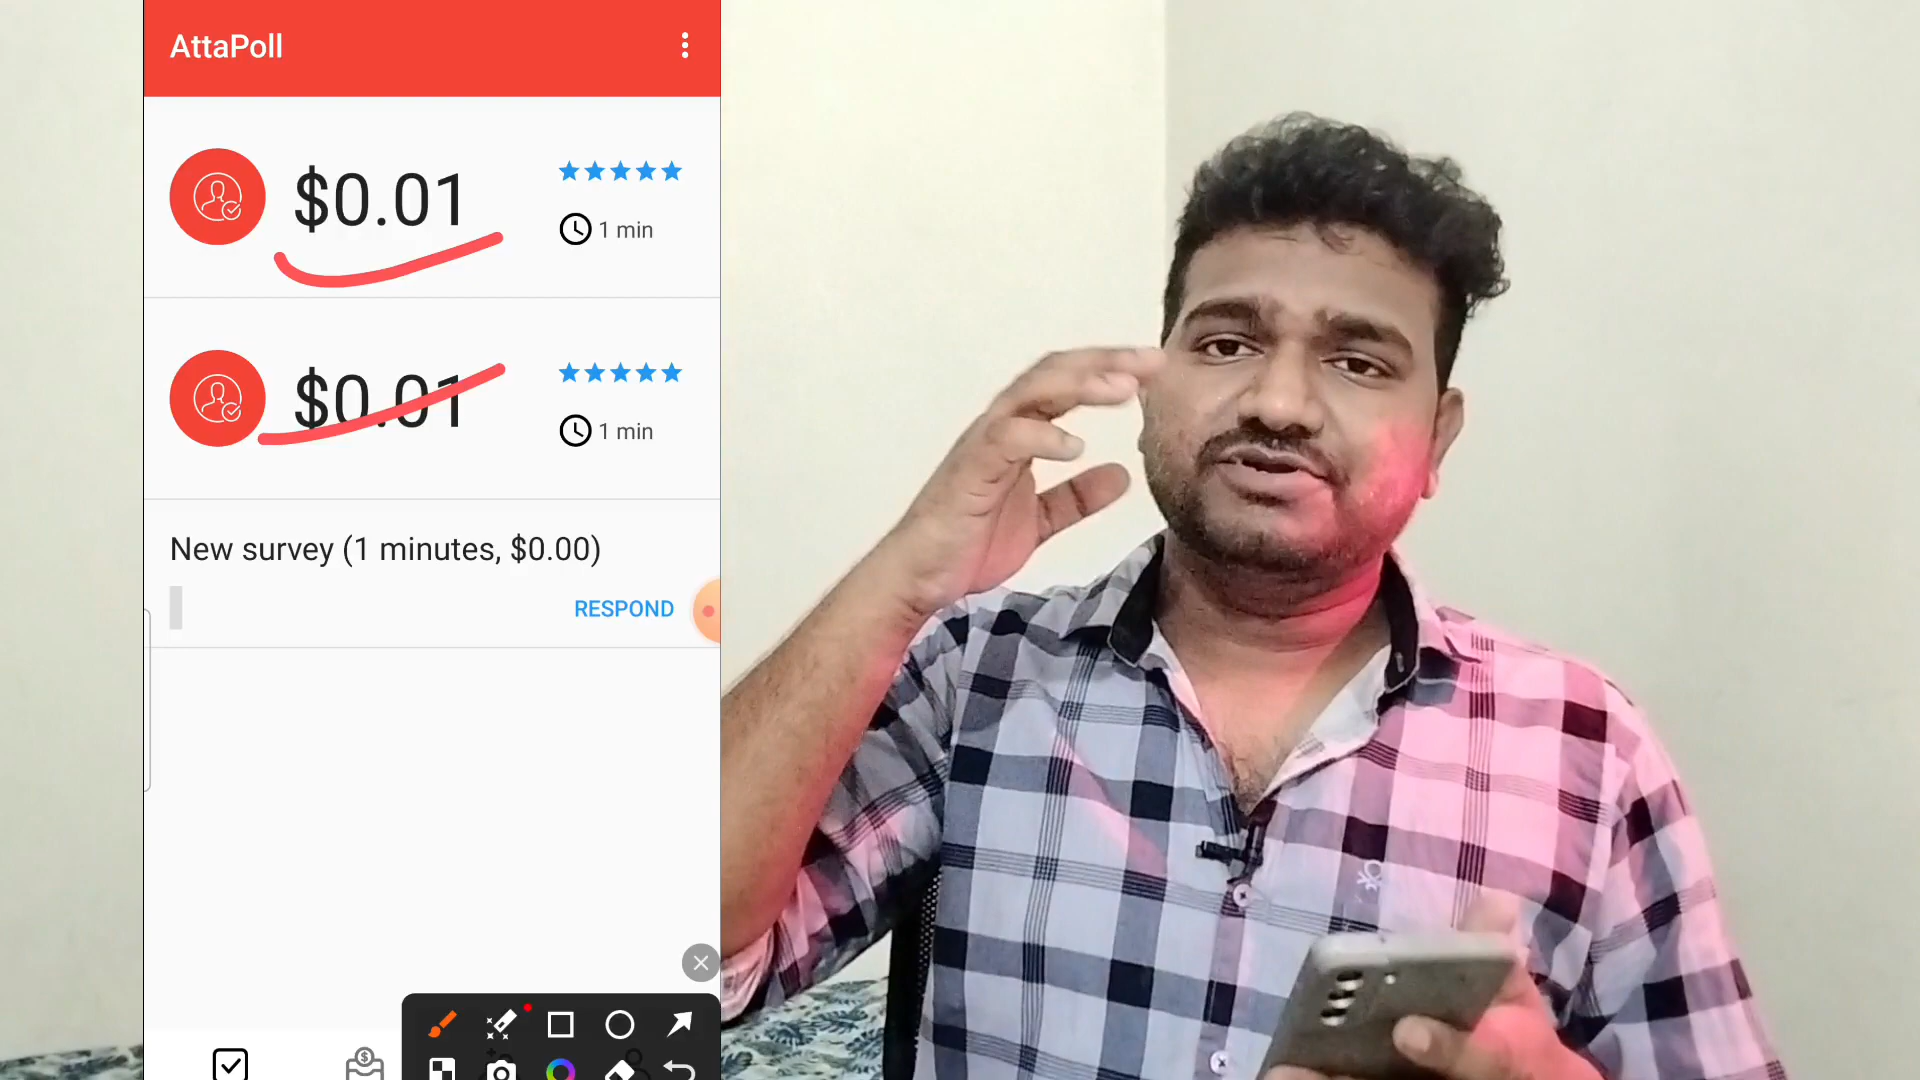 AttaPoll
$0.01
1 min
$0.01
1 min
New survey (1 minutes, $0.00)
RESPOND